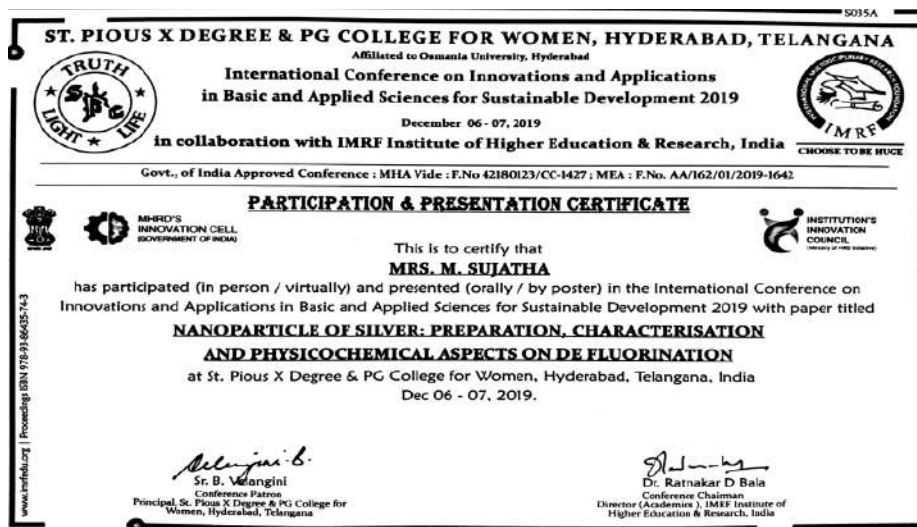 S035A
ST. PIOUS X DEGREE & PG COLLEGE FOR WOMEN, HYDERABAD, TELANGANA
Affiliated to Osmania University, Hyderabad
International Conference on Innovations and Applications
in Basic and Applied Sciences for Sustainable Development 2019
December 06 - 07, 2019
in collaboration with IMRF Institute of Higher Education & Research, India
TRUTH
LIGHT
LIFE
INTERNATIONAL MULTIDISCIPLINARY RESEARCH FOUNDATION
IMRF
CHOOSE TO BE HUGE
Govt., of India Approved Conference : MHA Vide : F.No 42180123/CC-1427 ; MEA : F.No. AA/162/01/2019-1642
PARTICIPATION & PRESENTATION CERTIFICATE
MHRD'S
INNOVATION CELL
(GOVERNMENT OF INDIA)
INSTITUTION'S
INNOVATION
COUNCIL
(Ministry of HRD Initiative)
This is to certify that
MRS. M. SUJATHA
has participated (in person / virtually) and presented (orally / by poster) in the International Conference on
Innovations and Applications in Basic and Applied Sciences for Sustainable Development 2019 with paper titled
NANOPARTICLE OF SILVER: PREPARATION, CHARACTERISATION
AND PHYSICOCHEMICAL ASPECTS ON DE FLUORINATION
at St. Pious X Degree & PG College for Women, Hyderabad, Telangana, India
Dec 06 - 07, 2019.
www.imrfedu.org | Proceedings ISBN 978-93-86435-74-3
Sr. B. Velangini
Conference Patron
Principal, St. Pious X Degree & PG College for
Women, Hyderabad, Telangana
Dr. Ratnakar D Bala
Conference Chairman
Director (Academics), IMRF Institute of
Higher Education & Research, India